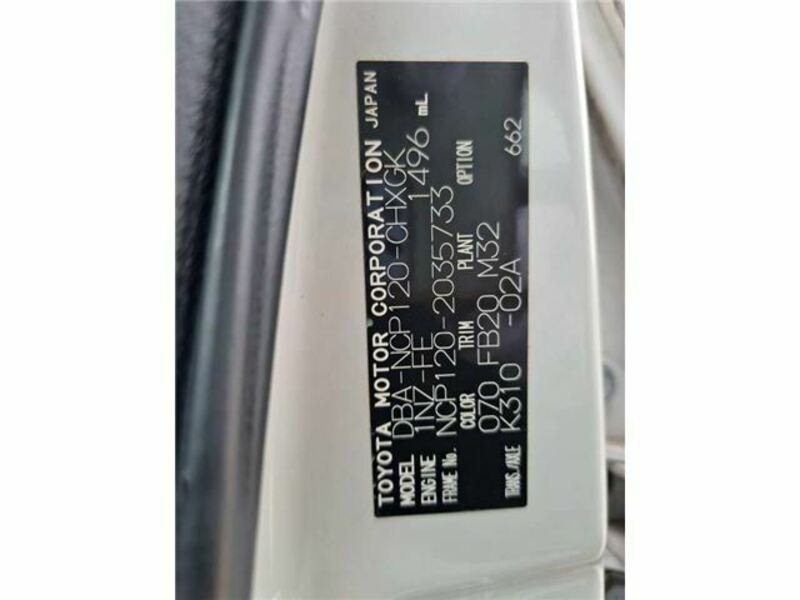 TOYOTA MOTOR CORPORATION JAPAN
MODEL DBA-NCP120-CHXGK
ENGINE 1NZ-FE 1496 mL
FRAME No. NCP120-2035733
COLOR TRIM PLANT OPTION
070 FB20 M32
TRANS./AXLE K310 -02A 662